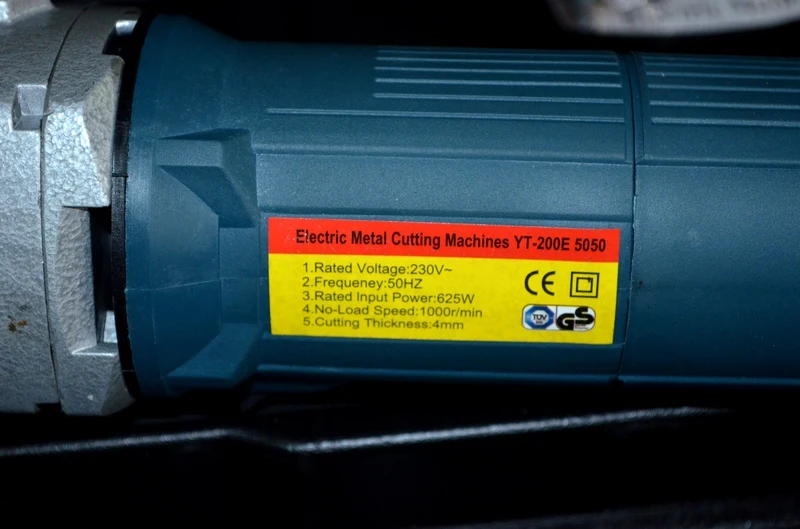 Electric Metal Cutting Machines YT-200E 5050
1.Rated Voltage:230V~
2.Frequeney:50HZ
3.Rated Input Power:625W
4.No-Load Speed:1000r/min
5.Cutting Thickness:4mm
CE
TÜV GS